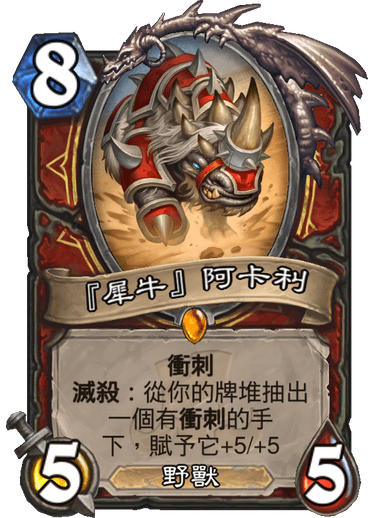 8
『犀牛』阿卡利
衝刺
滅殺：從你的牌堆抽出
一個有衝刺的手
下，賦予它+5/+5
5
野獸
5